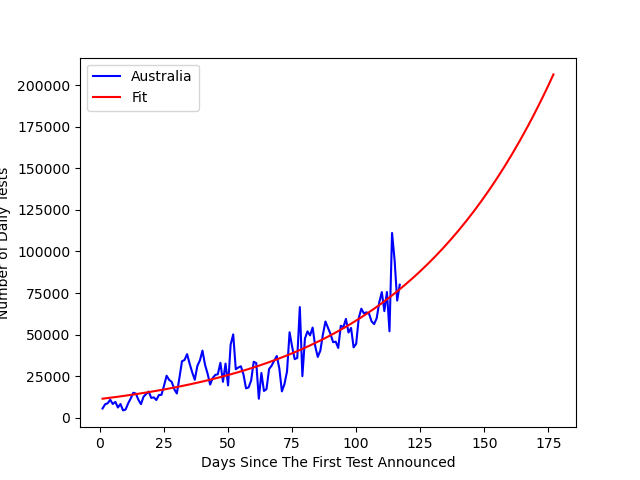 Australia
Fit
200000
175000
150000
125000
100000
75000
50000
25000
0
Number of Daily Tests
0 25 50 75 100 125 150 175
Days Since The First Test Announced